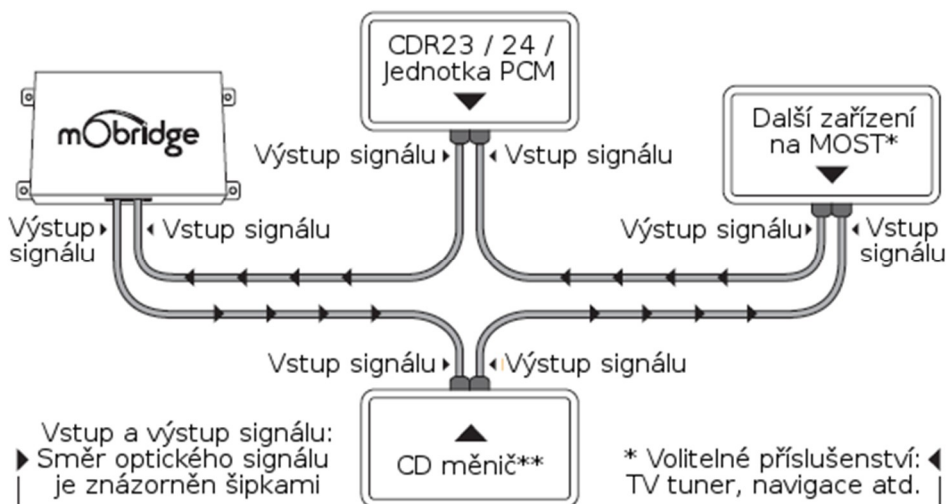 CDR23 / 24 /
Jednotka PCM
mObridge
Další zařízení
na MOST*
Výstup signálu
Vstup signálu
Výstup
signálu
Vstup signálu
Výstup signálu
Vstup
signálu
Vstup signálu
Výstup signálu
CD měnič**
Vstup a výstup signálu:
Směr optického signálu
je znázorněn šipkami
* Volitelné příslušenství:
TV tuner, navigace atd.